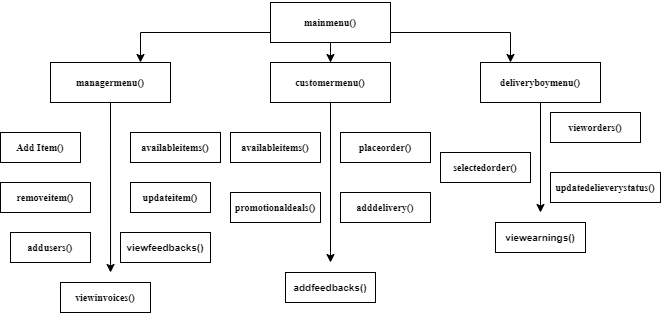 mainmenu()
managermenu()
customermenu()
deliveryboymenu()
Add Item()
availableitems()
availableitems()
placeorder()
vieworders()
selectedorder()
removeitem()
updateitem()
promotionaldeals()
adddelivery()
updatedelieverystatus()
addusers()
viewfeedbacks()
viewearnings()
viewinvoices()
addfeedbacks()